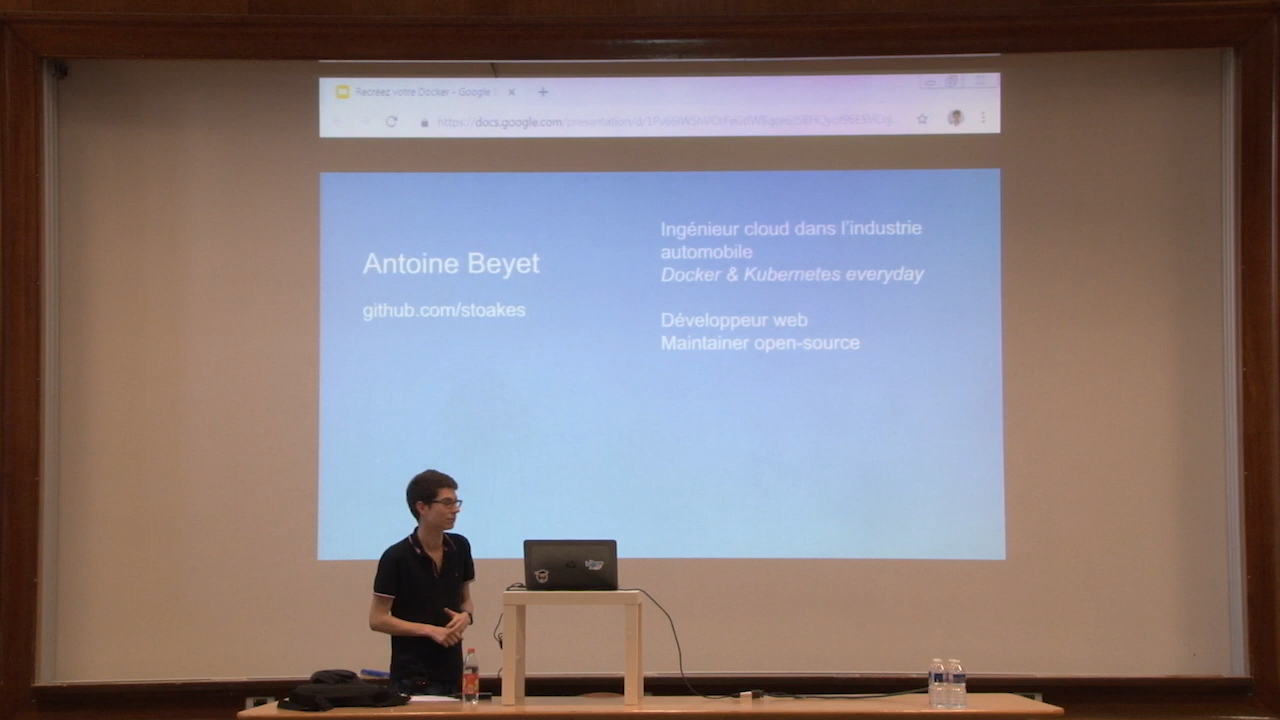 Recréez votre Docker - Google
https://docs.google.com/presentation/d/
Antoine Beyet
github.com/stoakes
Ingénieur cloud dans l'industrie
automobile
Docker & Kubernetes everyday
Développeur web
Maintainer open-source